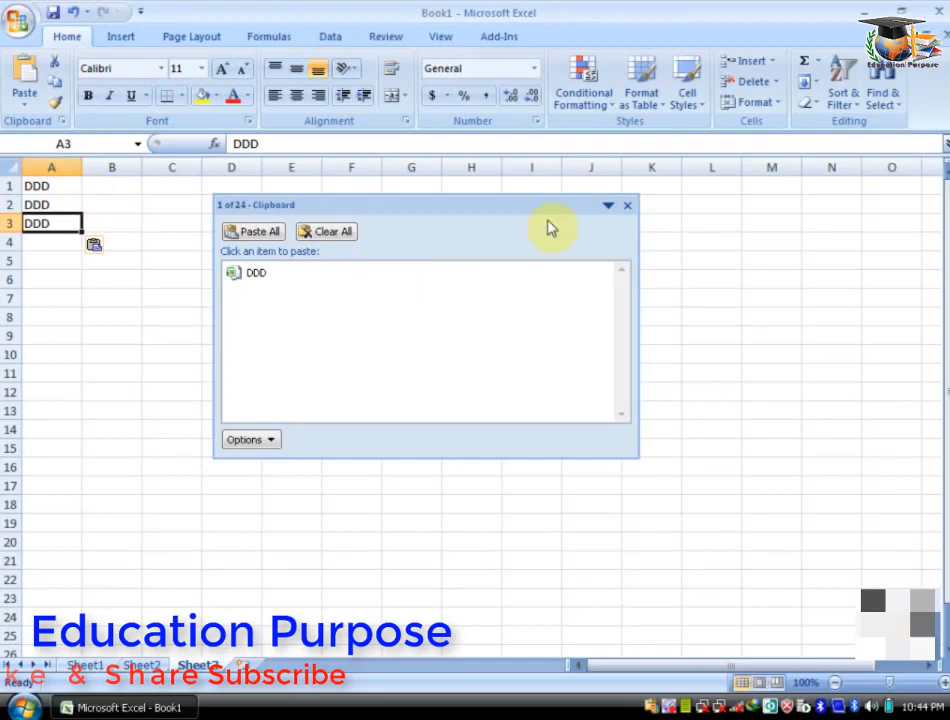 Book1 - Microsoft Excel
Home Insert Page Layout Formulas Data Review View Add-Ins
Education Purpose
Paste
Calibri 11 A A
General
Conditional Formatting
Format as Table
Cell Styles
Insert
Delete
Format
Sort & Filter
Find & Select
B I U A
$ % ,
Clipboard Font Alignment Number Styles Cells Editing
A3 fx DDD
A B C D E F G H I J K L M N O
1 DDD
2 DDD
3 DDD
4
5
6
7
8
9
10
11
12
13
14
15
16
17
18
19
20
21
22
23
24
25
26
1 of 24 - Clipboard
Paste All Clear All
Click an item to paste:
DDD
Options
Education Purpose
Sheet1 Sheet2
ke & Share Subscribe
Ready 100%
Microsoft Excel - Book1 10:44 PM